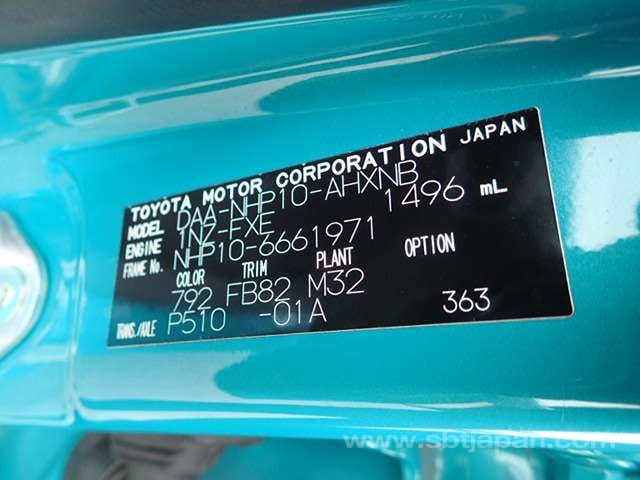 TOYOTA MOTOR CORPORATION JAPAN
MODEL DAA-NHP10-AHXNB
ENGINE 1NZ-FXE 1496 mL
FRAME No. NHP10-6661971
COLOR TRIM PLANT OPTION
792 FB82 M32
TRANS./AXLE P510 -01A 363
www.sbtjapan.com